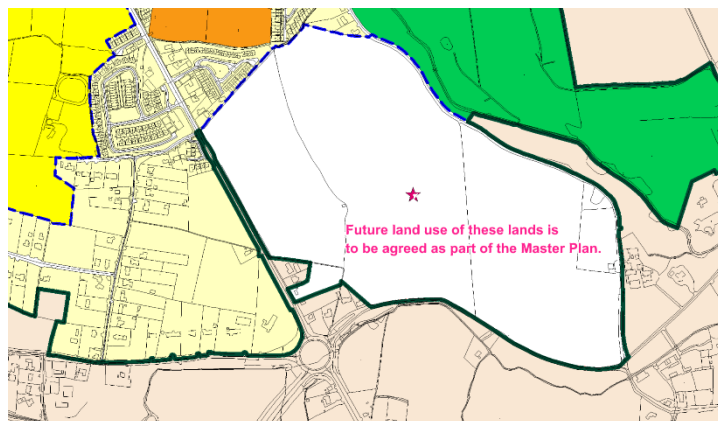 Future land use of these lands is
to be agreed as part of the Master Plan.